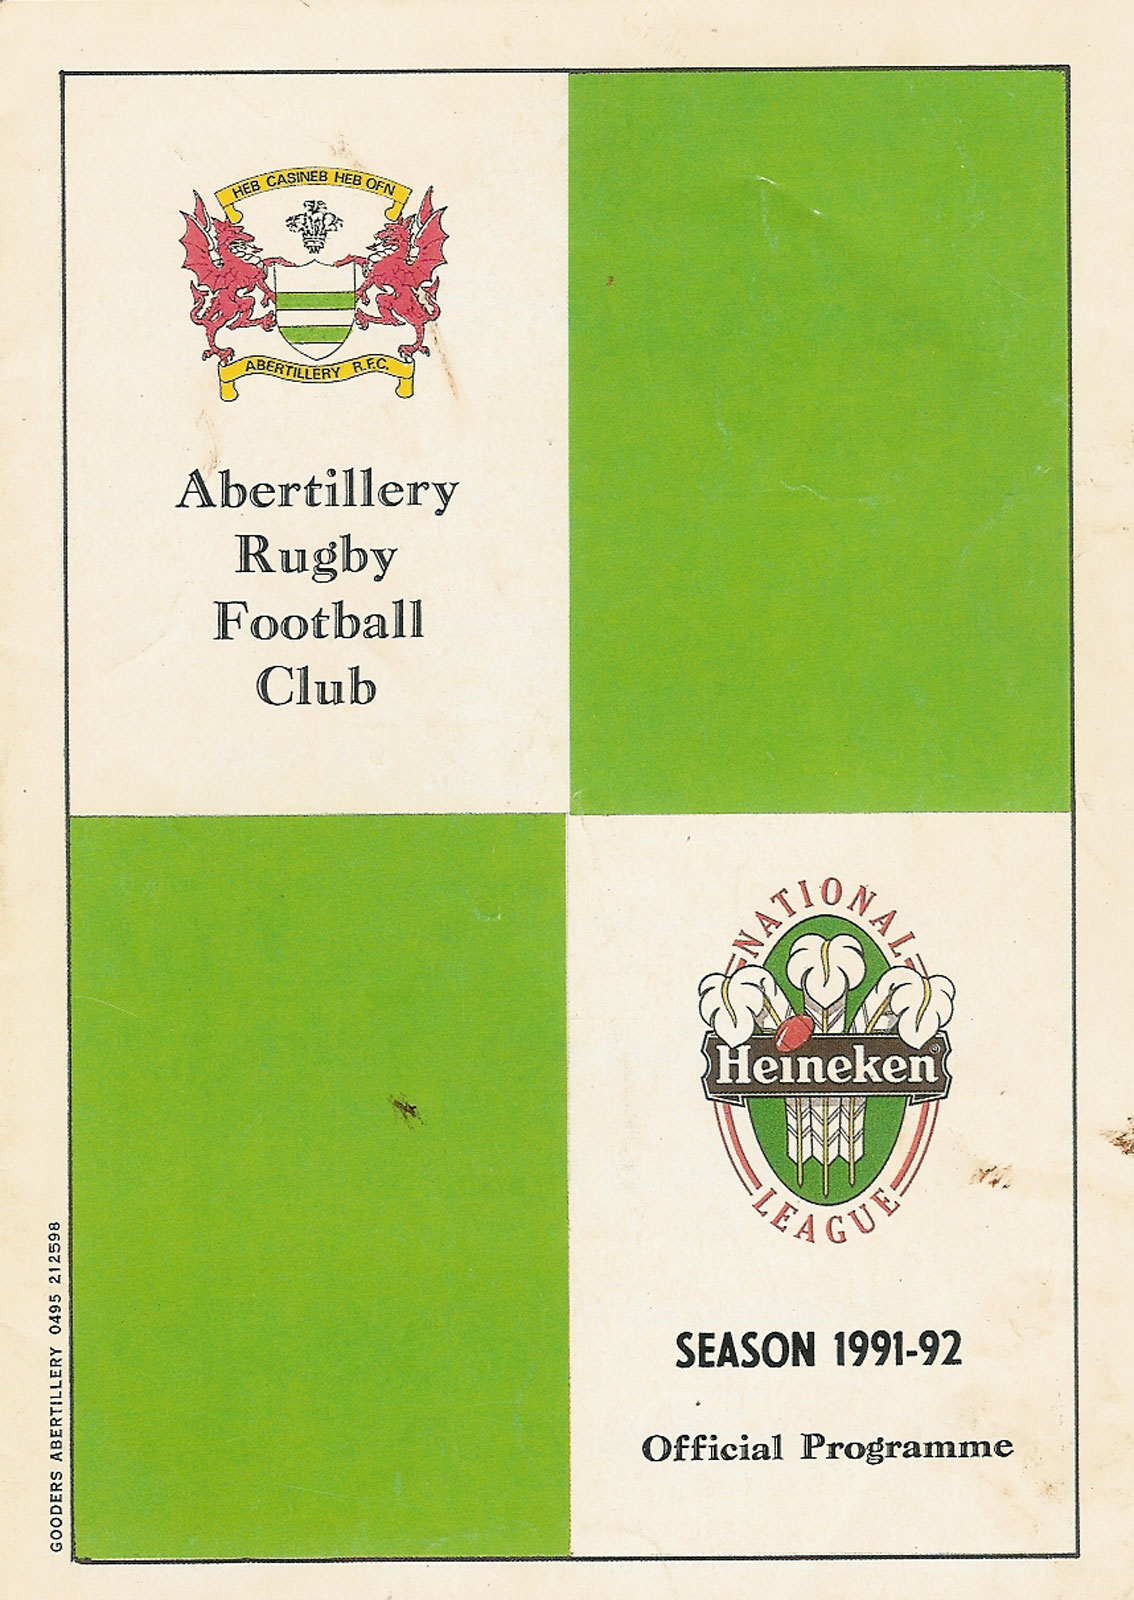 HEB CASINEB HEB OFN
ABERTILLERY R.F.C.
Abertillery
Rugby
Football
Club
NATIONAL
Heineken®
LEAGUE
SEASON 1991-92
Official Programme
GOODERS ABERTILLERY 0495 212598